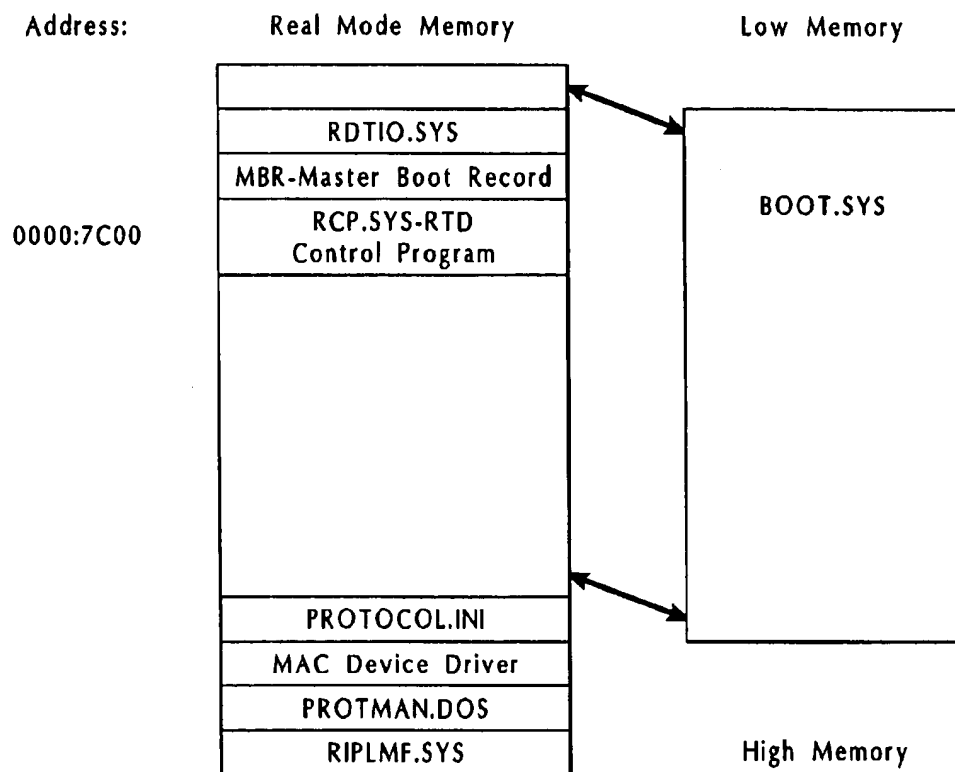 Address: Real Mode Memory Low Memory
RDTIO.SYS
MBR-Master Boot Record
BOOT.SYS
0000:7C00
RCP.SYS-RTD
Control Program
PROTOCOL.INI
MAC Device Driver
PROTMAN.DOS
RIPLMF.SYS
High Memory